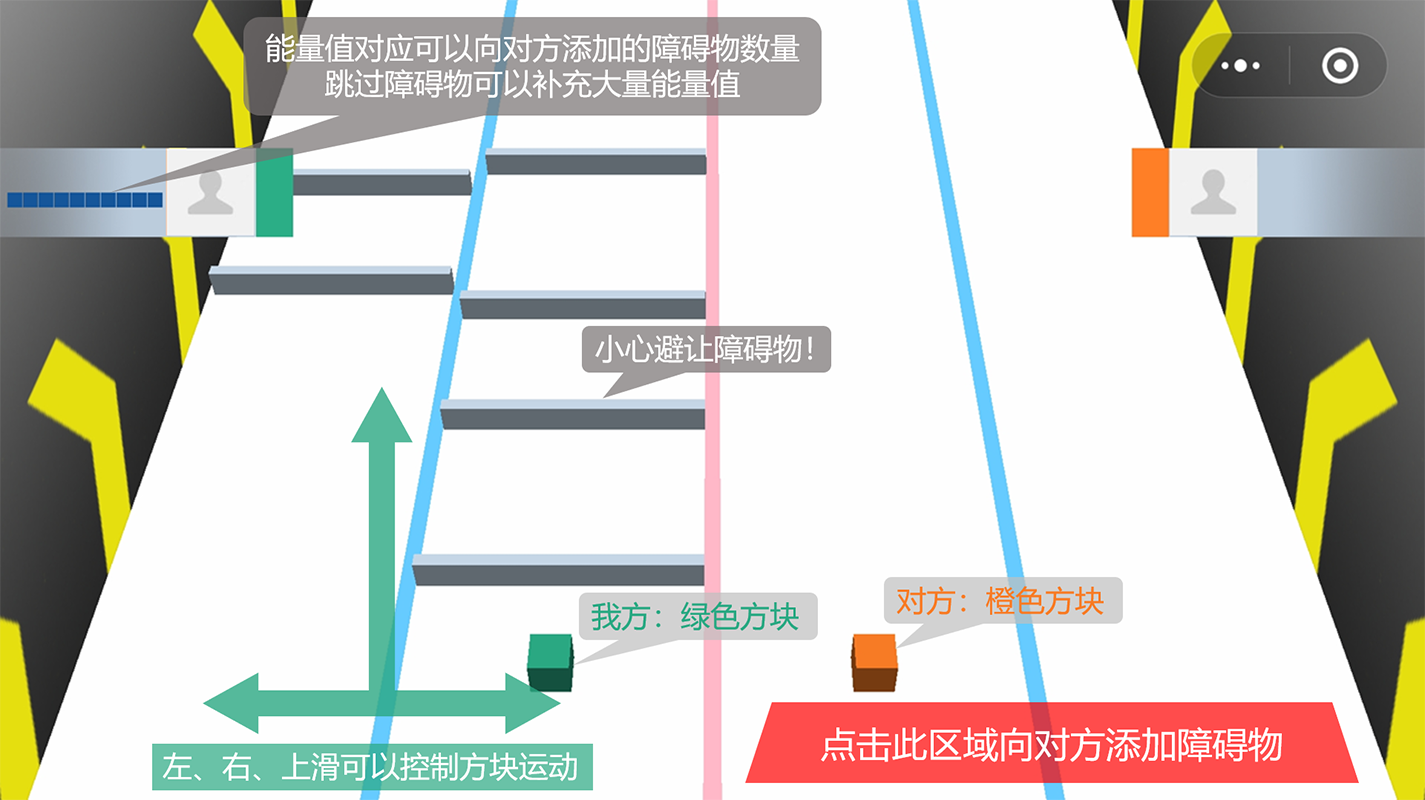 能量值对应可以向对方添加的障碍物数量
跳过障碍物可以补充大量能量值
小心避让障碍物!
我方：绿色方块
对方：橙色方块
左、右、上滑可以控制方块运动
点击此区域向对方添加障碍物